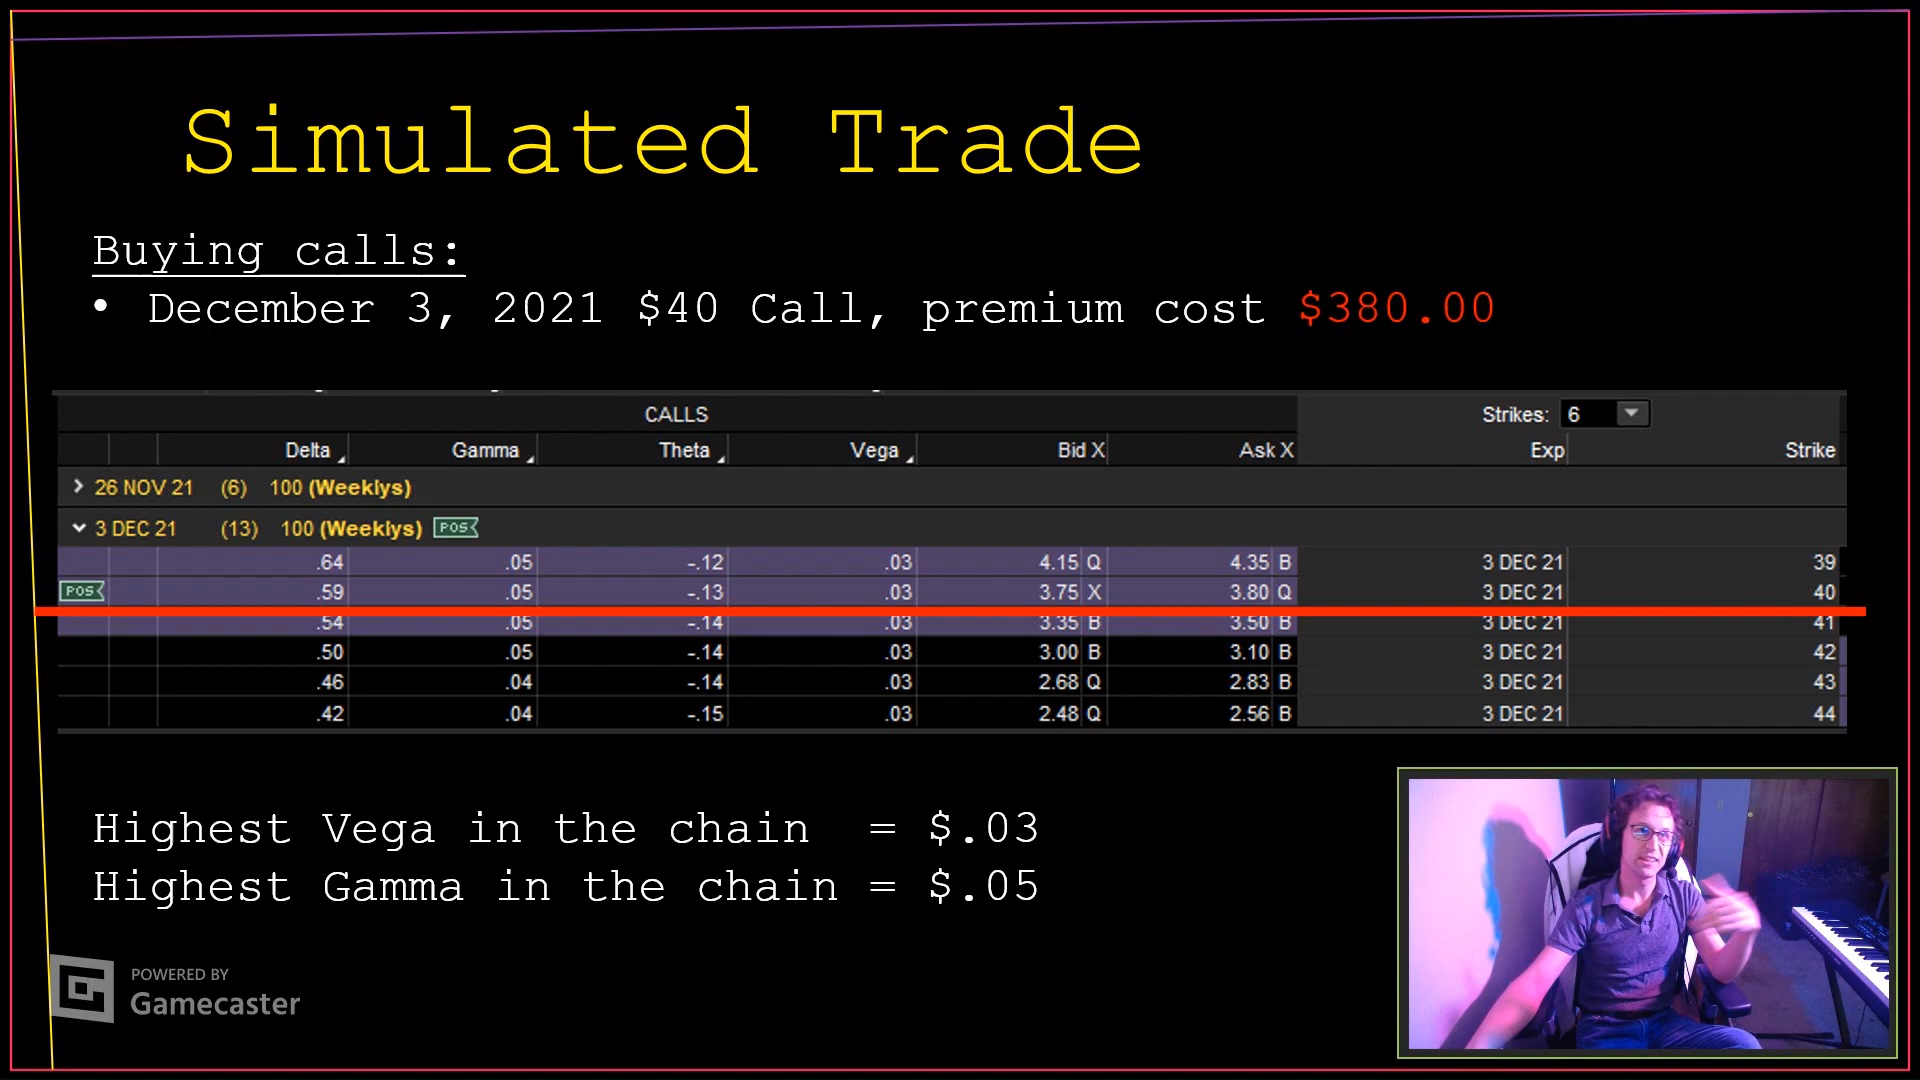 Simulated Trade
Buying calls:
• December 3, 2021 $40 Call, premium cost $380.00
CALLS Strikes: 6
Delta Gamma Theta Vega Bid X Ask X Exp Strike
26 NOV 21 (6) 100 (Weeklys)
3 DEC 21 (13) 100 (Weeklys) POS
.64 .05 -.12 .03 4.15 Q 4.35 B 3 DEC 21 39
POS .59 .05 -.13 .03 3.75 X 3.80 Q 3 DEC 21 40
.54 .05 -.14 .03 3.35 B 3.50 B 3 DEC 21 41
.50 .05 -.14 .03 3.00 B 3.10 B 3 DEC 21 42
.46 .04 -.14 .03 2.68 Q 2.83 B 3 DEC 21 43
.42 .04 -.15 .03 2.48 Q 2.56 B 3 DEC 21 44
Highest Vega in the chain = $.03
Highest Gamma in the chain = $.05
POWERED BY
Gamecaster